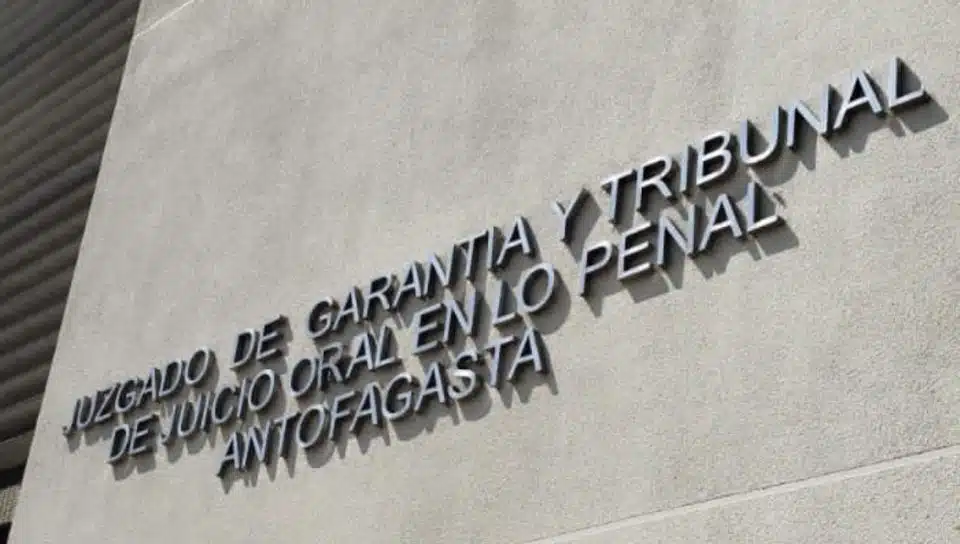 JUZGADO DE GARANTIA Y TRIBUNAL
DE JUICIO ORAL EN LO PENAL
ANTOFAGASTA